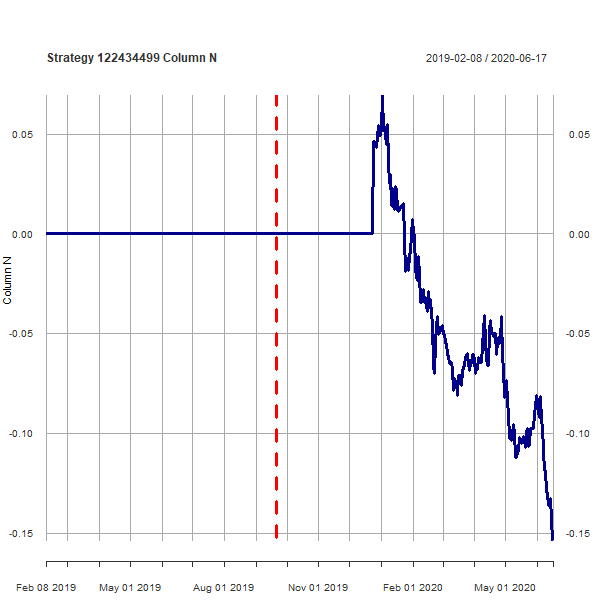 Strategy 122434499 Column N 2019-02-08 / 2020-06-17
0.05 0.05
0.00 0.00
-0.05 -0.05
-0.10 -0.10
-0.15 -0.15
Column N
Feb 08 2019 May 01 2019 Aug 01 2019 Nov 01 2019 Feb 01 2020 May 01 2020